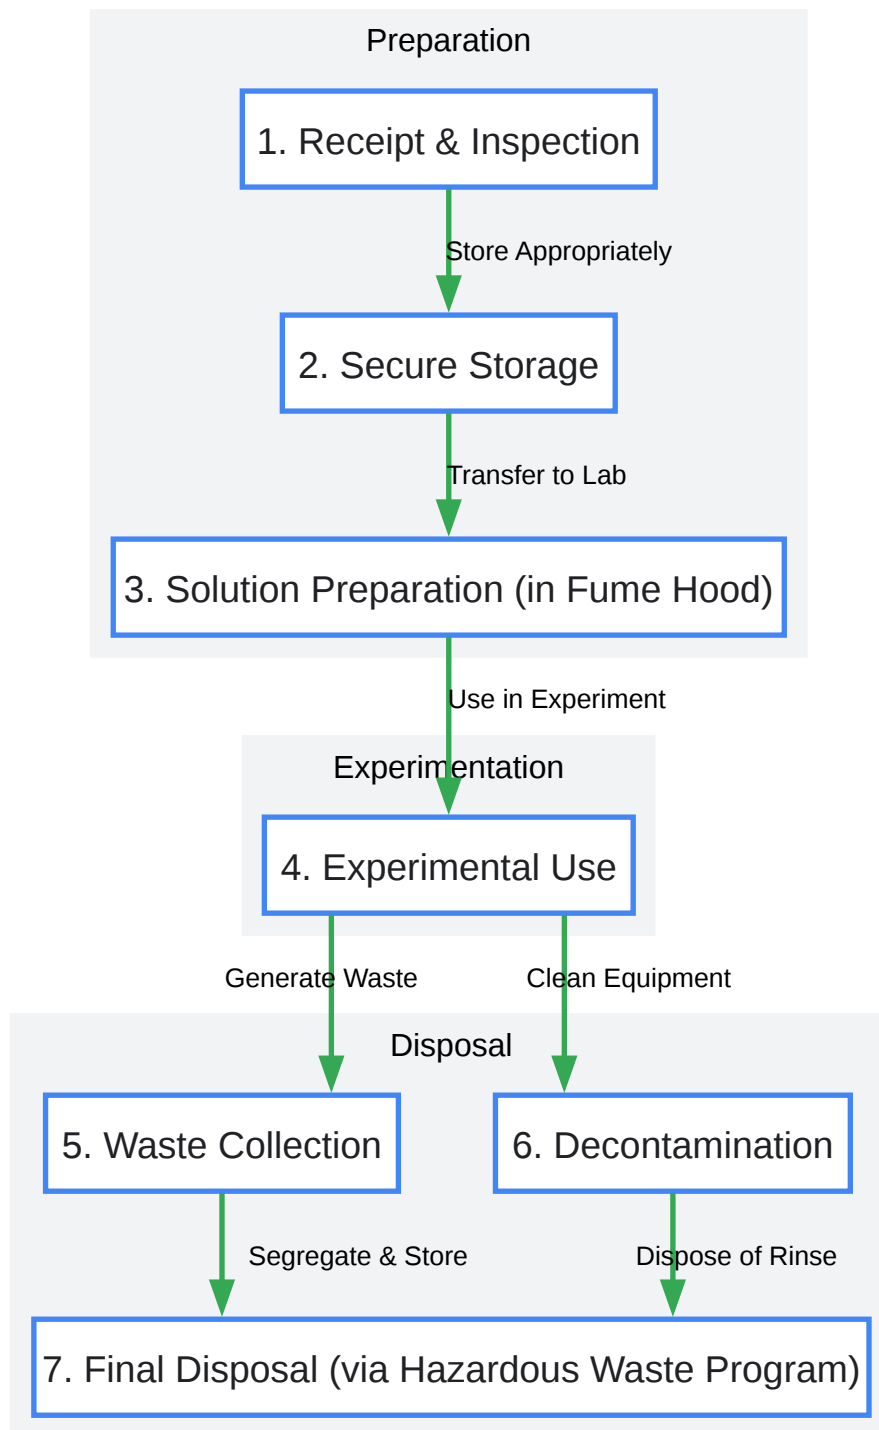 Preparation
1. Receipt & Inspection
Store Appropriately
2. Secure Storage
Transfer to Lab
3. Solution Preparation (in Fume Hood)
Use in Experiment
Experimentation
4. Experimental Use
Generate Waste
Clean Equipment
Disposal
5. Waste Collection
6. Decontamination
Segregate & Store
Dispose of Rinse
7. Final Disposal (via Hazardous Waste Program)